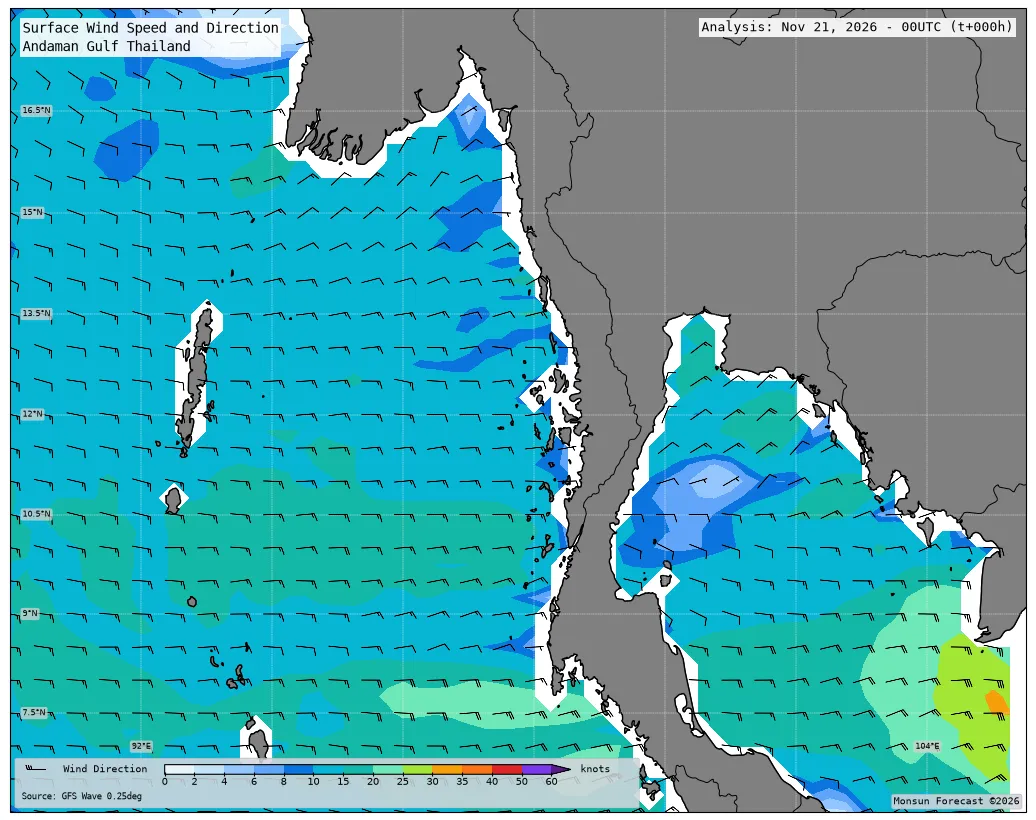 Surface Wind Speed and Direction
Andaman Gulf Thailand
Analysis: Nov 21, 2026 - 00UTC (t+000h)
16.5°N
15°N
13.5°N
12°N
10.5°N
9°N
7.5°N
92°E
104°E
Wind Direction
knots
0 2 4 6 8 10 15 20 25 30 35 40 50 60
Source: GFS Wave 0.25deg
Monsun Forecast ©2026